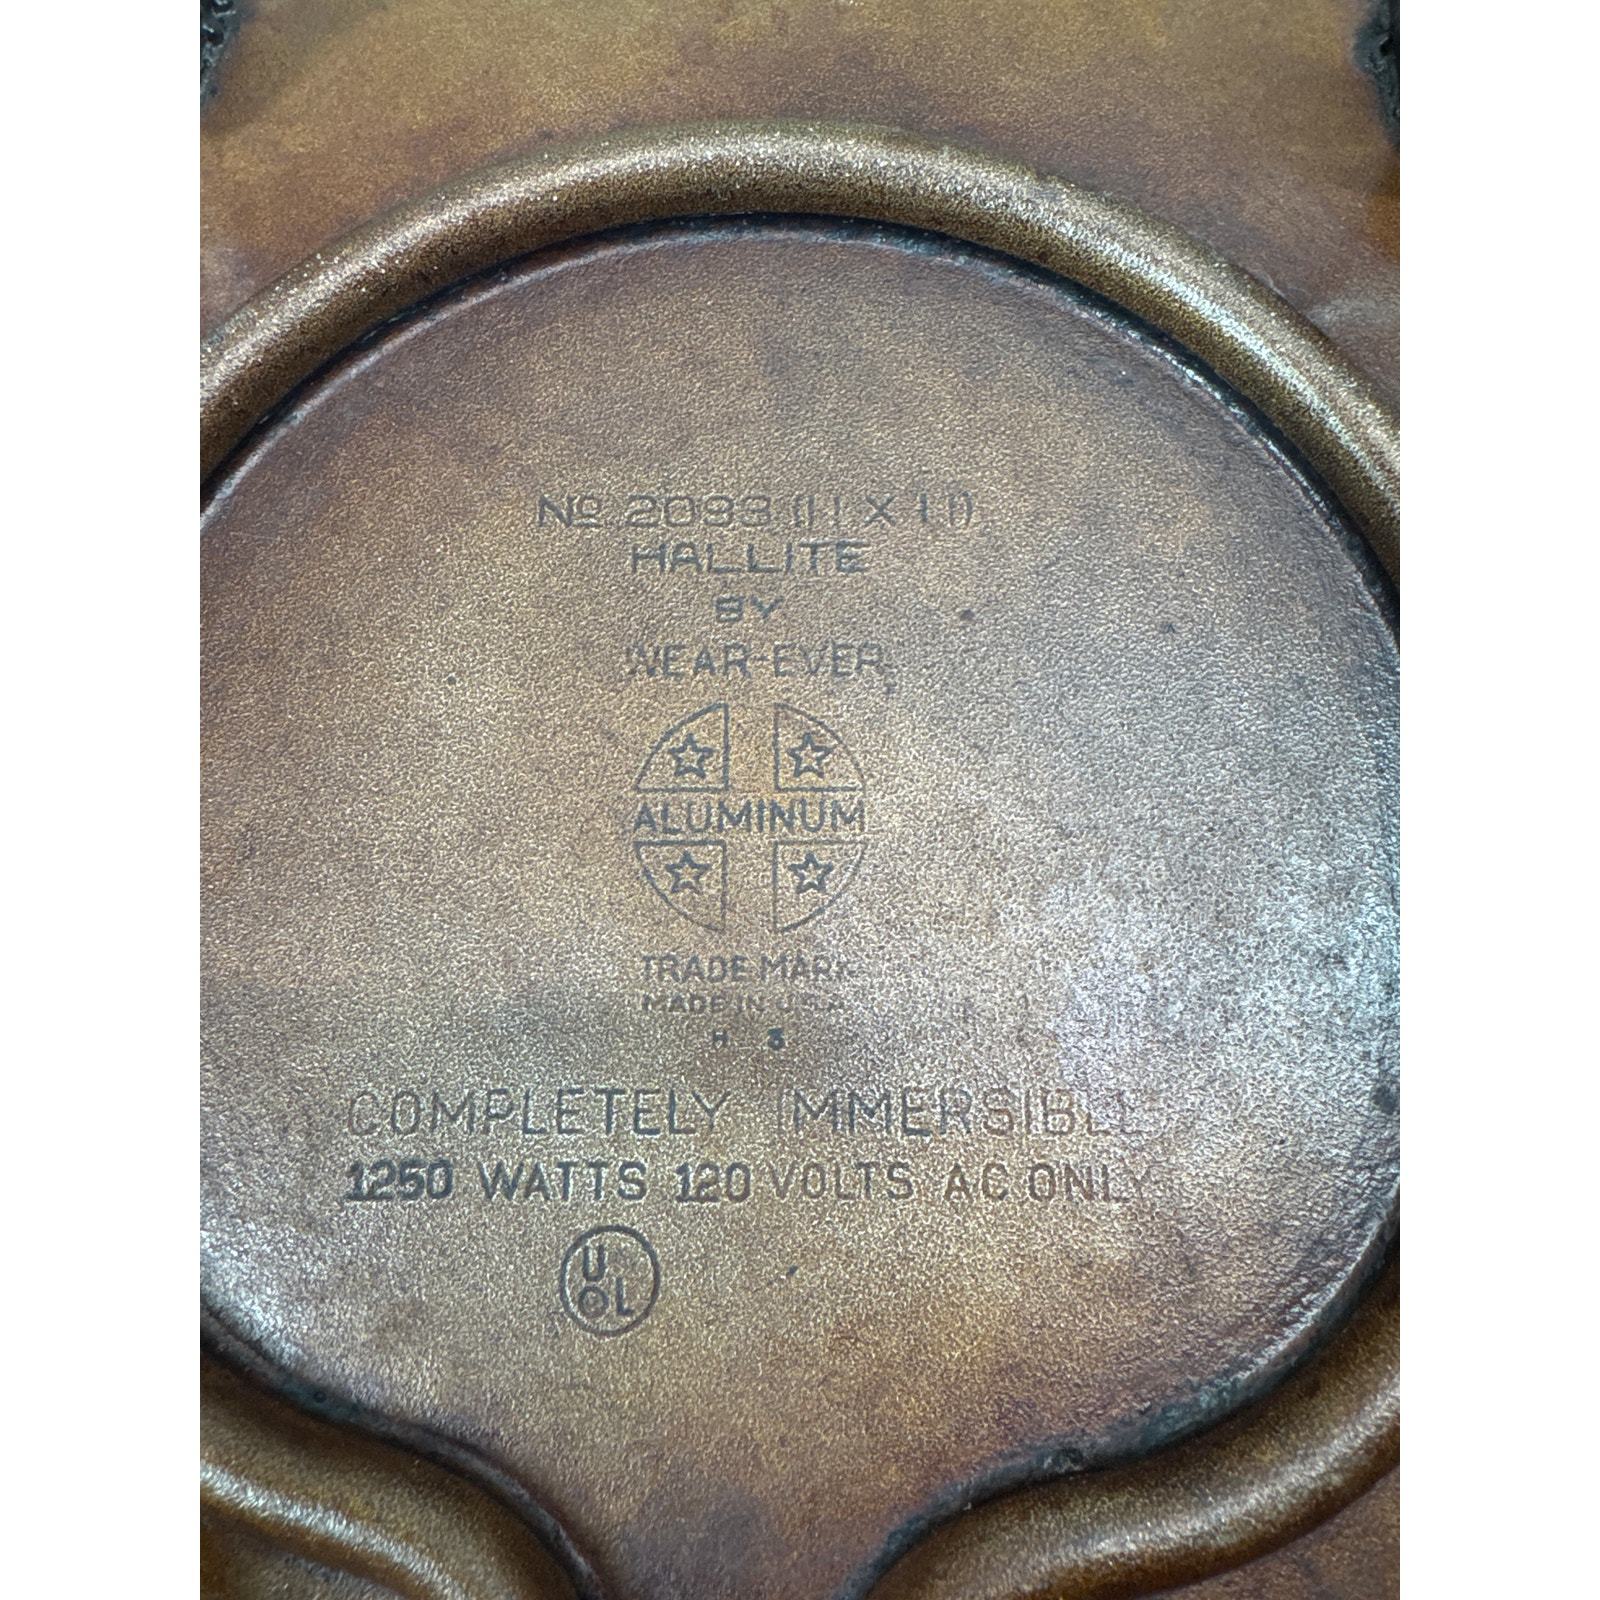 No 2093 (11 X 11)
HALLITE
BY
WEAR-EVER
ALUMINUM
TRADE MARK
MADE IN U.S.A.
H 3
COMPLETELY IMMERSIBLE
1250 WATTS 120 VOLTS AC ONLY
UL